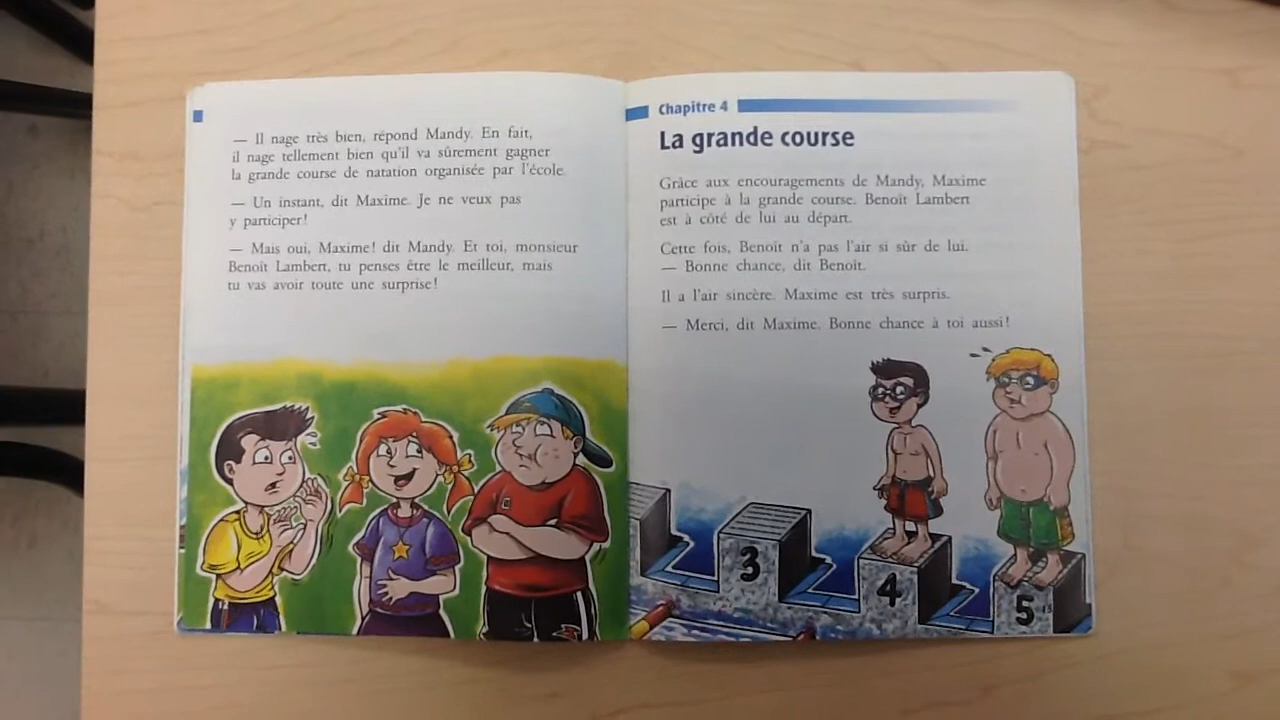 — Il nage très bien, répond Mandy. En fait,
il nage tellement bien qu'il va sûrement gagner
la grande course de natation organisée par l'école.
— Un instant, dit Maxime. Je ne veux pas
y participer!
— Mais oui, Maxime! dit Mandy. Et toi, monsieur
Benoît Lambert, tu penses être le meilleur, mais
tu vas avoir toute une surprise!
Chapitre 4
La grande course
Grâce aux encouragements de Mandy, Maxime
participe à la grande course. Benoît Lambert
est à côté de lui au départ.
Cette fois, Benoît n'a pas l'air si sûr de lui.
— Bonne chance, dit Benoît.
Il a l'air sincère. Maxime est très surpris.
— Merci, dit Maxime. Bonne chance à toi aussi!
3
4
5